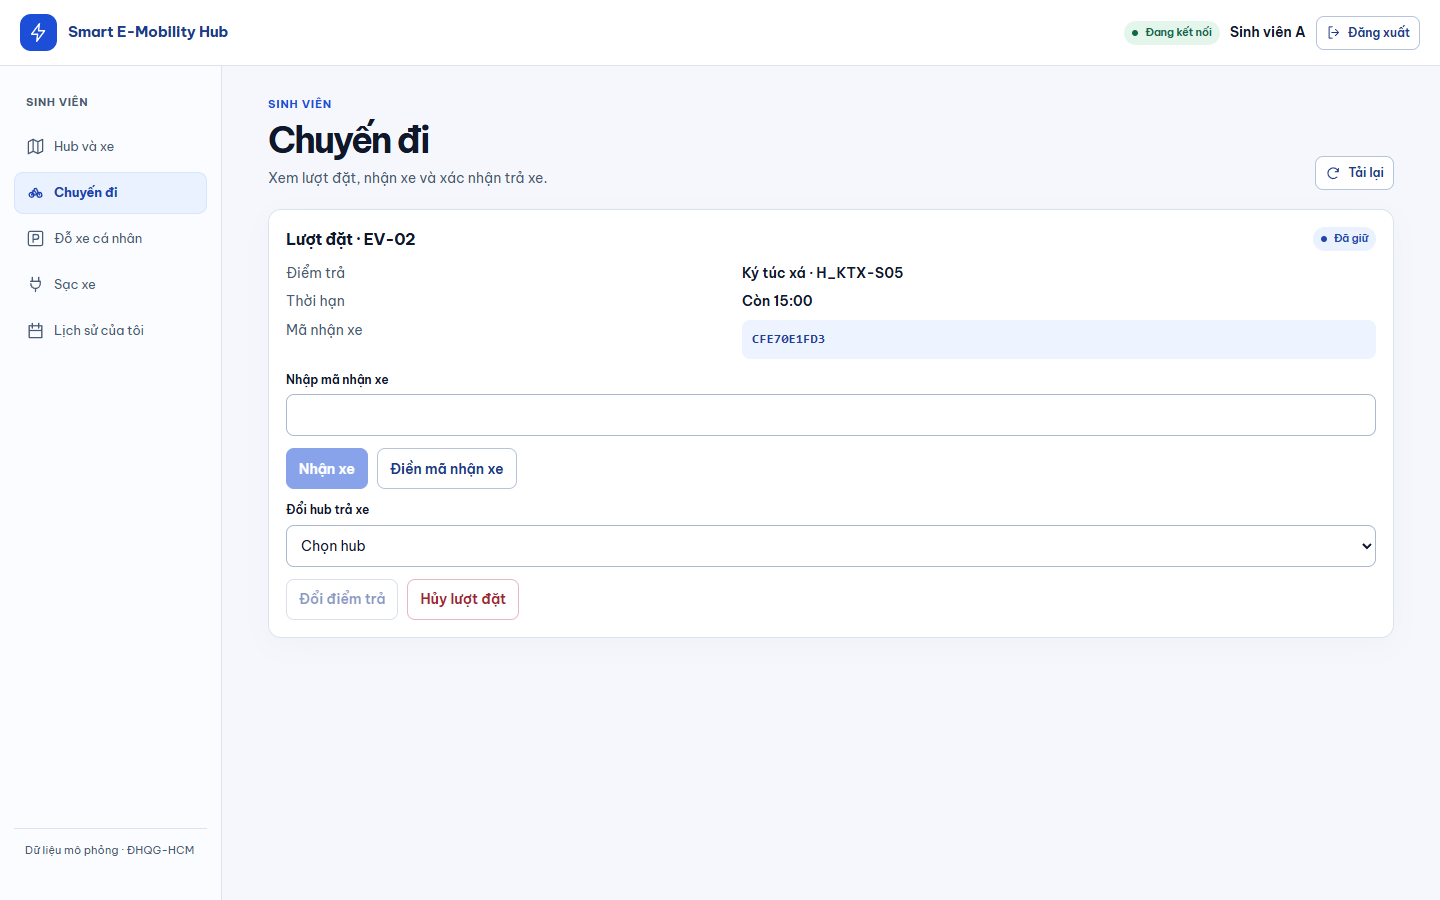 Smart E-Mobility Hub
Đang kết nối
Sinh viên A
Đăng xuất
SINH VIÊN
Hub và xe
Chuyến đi
Đỗ xe cá nhân
Sạc xe
Lịch sử của tôi
Dữ liệu mô phỏng · ĐHQG-HCM
SINH VIÊN
Chuyến đi
Xem lượt đặt, nhận xe và xác nhận trả xe.
Tải lại
Lượt đặt · EV-02
Đã giữ
Điểm trả
Ký túc xá · H_KTX-S05
Thời hạn
Còn 15:00
Mã nhận xe
CFE70E1FD3
Nhập mã nhận xe
Nhận xe
Điền mã nhận xe
Đổi hub trả xe
Chọn hub
Đổi điểm trả
Hủy lượt đặt